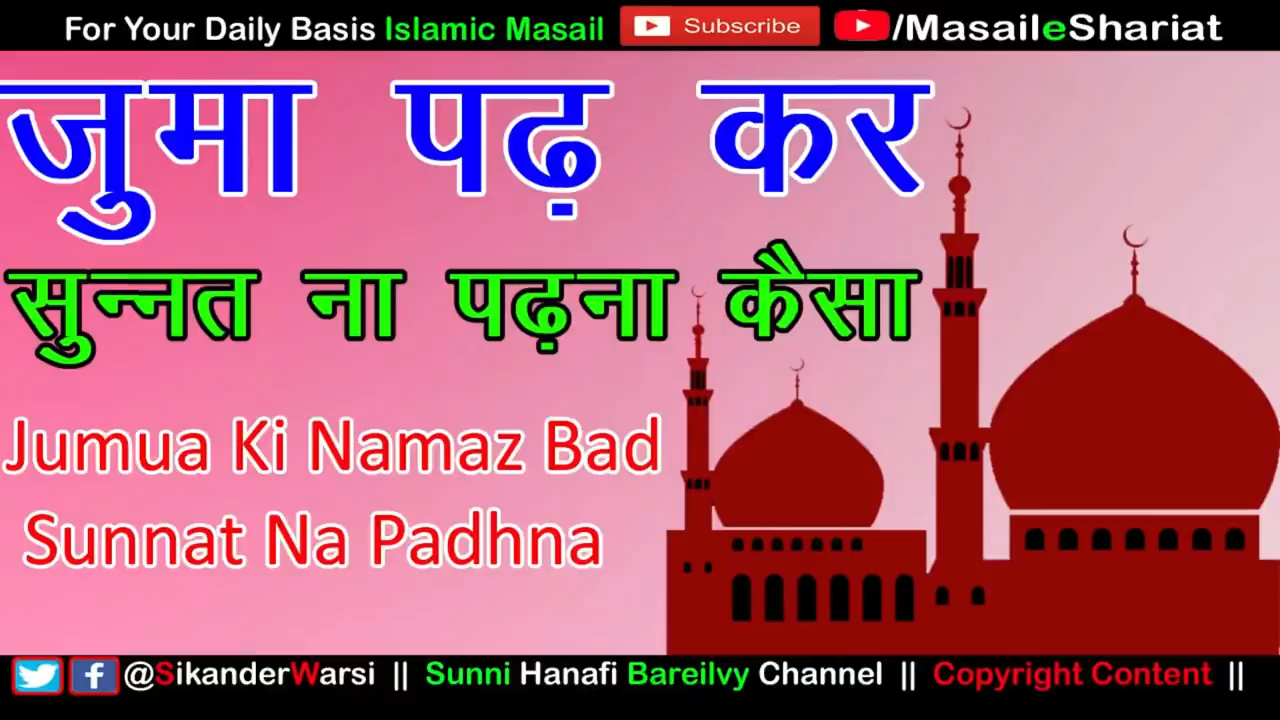 For Your Daily Basis Islamic Masail Subscribe /MasaileShariat
जुमा पढ़ कर
सुन्नत ना पढ़ना कैसा
Jumua Ki Namaz Bad
Sunnat Na Padhna
@SikanderWarsi || Sunni Hanafi Bareilvy Channel || Copyright Content ||